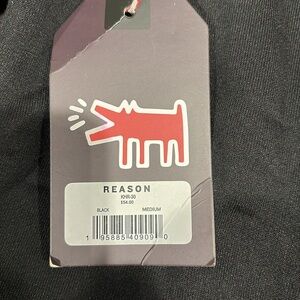 REASON
KHR-30
$54.00
BLACK MEDIUM
1 95885 40909 0